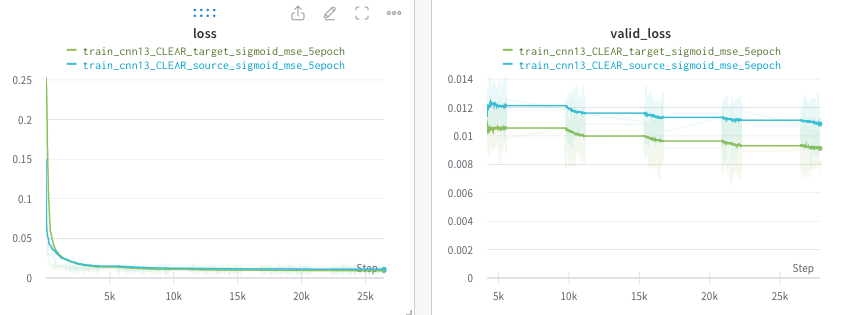 loss
train_cnn13_CLEAR_target_sigmoid_mse_5epoch
train_cnn13_CLEAR_source_sigmoid_mse_5epoch
0.25
0.2
0.15
0.1
0.05
0
Step
5k 10k 15k 20k 25k
valid_loss
train_cnn13_CLEAR_target_sigmoid_mse_5epoch
train_cnn13_CLEAR_source_sigmoid_mse_5epoch
0.014
0.012
0.01
0.008
0.006
0.004
0.002
0
Step
5k 10k 15k 20k 25k